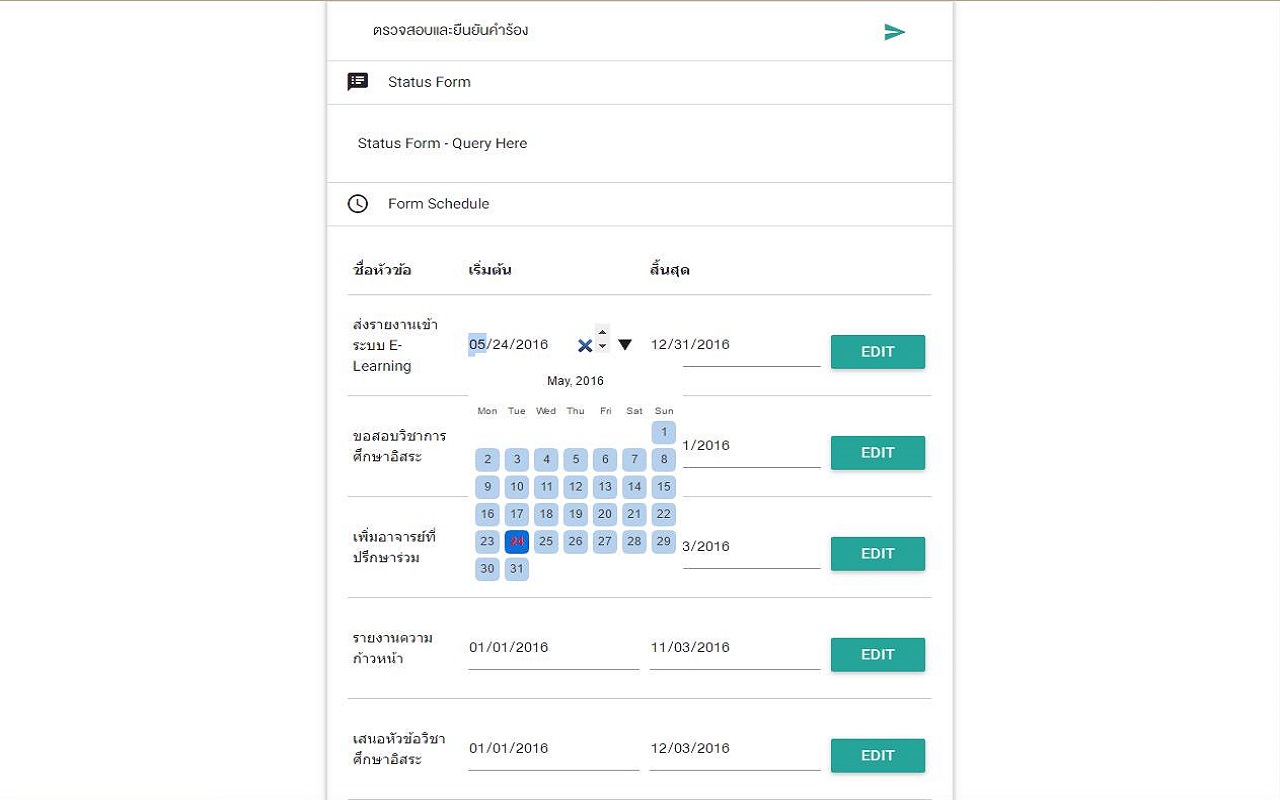 ตรวจสอบและยืนยันคำร้อง
Status Form
Status Form - Query Here
Form Schedule
ชื่อหัวข้อ เริ่มต้น สิ้นสุด
ส่งรายงานเข้า
ระบบ E-
Learning
05/24/2016 12/31/2016 EDIT
May, 2016
Mon Tue Wed Thu Fri Sat Sun
1
2 3 4 5 6 7 8
9 10 11 12 13 14 15
16 17 18 19 20 21 22
23 24 25 26 27 28 29
30 31
ขอสอบวิชาการ
ศึกษาอิสระ
1/2016 EDIT
เพิ่มอาจารย์ที่
ปรึกษาร่วม
3/2016 EDIT
รายงานความ
ก้าวหน้า
01/01/2016 11/03/2016 EDIT
เสนอหัวข้อวิชา
ศึกษาอิสระ
01/01/2016 12/03/2016 EDIT